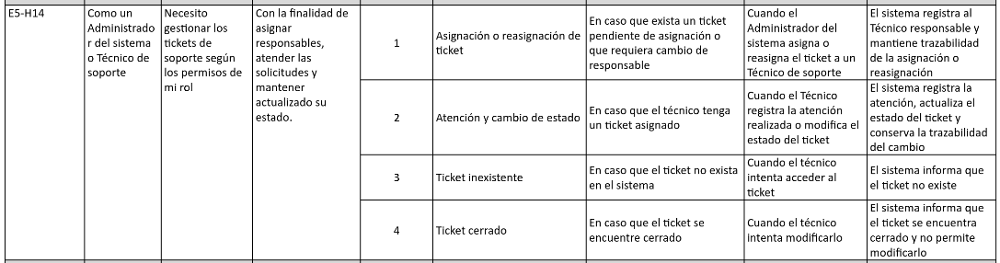 E5-H14
Como un
Administrado
r del sistema
o Técnico de
soporte
Necesito
gestionar los
tickets de
soporte según
los permisos de
mi rol
Con la finalidad de
asignar
responsables,
atender las
solicitudes y
mantener
actualizado su
estado.
1
Asignación o reasignación de
ticket
En caso que exista un ticket
pendiente de asignación o
que requiera cambio de
responsable
Cuando el
Administrador del
sistema asigna o
reasigna el ticket a un
Técnico de soporte
El sistema registra al
Técnico responsable y
mantiene trazabilidad
de la asignación o
reasignación
2
Atención y cambio de estado
En caso que el técnico tenga
un ticket asignado
Cuando el Técnico
registra la atención
realizada o modifica el
estado del ticket
El sistema registra la
atención, actualiza el
estado del ticket y
conserva la trazabilidad
del cambio
3
Ticket inexistente
En caso que el ticket no exista
en el sistema
Cuando el técnico
intenta acceder al
ticket
El sistema informa que
el ticket no existe
4
Ticket cerrado
En caso que el ticket se
encuentre cerrado
Cuando el técnico
intenta modificarlo
El sistema informa que
el ticket se encuentra
cerrado y no permite
modificarlo